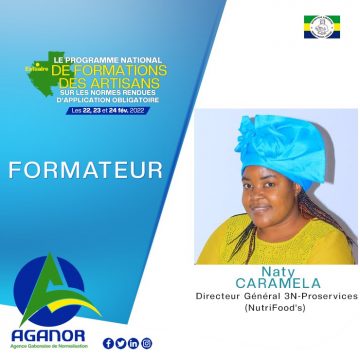 LE PROGRAMME NATIONAL
Estuaire
DE FORMATIONS
DES ARTISANS
SUR LES NORMES RENDUES
D'APPLICATION OBLIGATOIRE
Les 22, 23 et 24 fév. 2022
FORMATEUR
Naty
CARAMELA
Directeur Général 3N-Proservices
(NutriFood's)
AGANOR
Agence Gabonaise de Normalisation